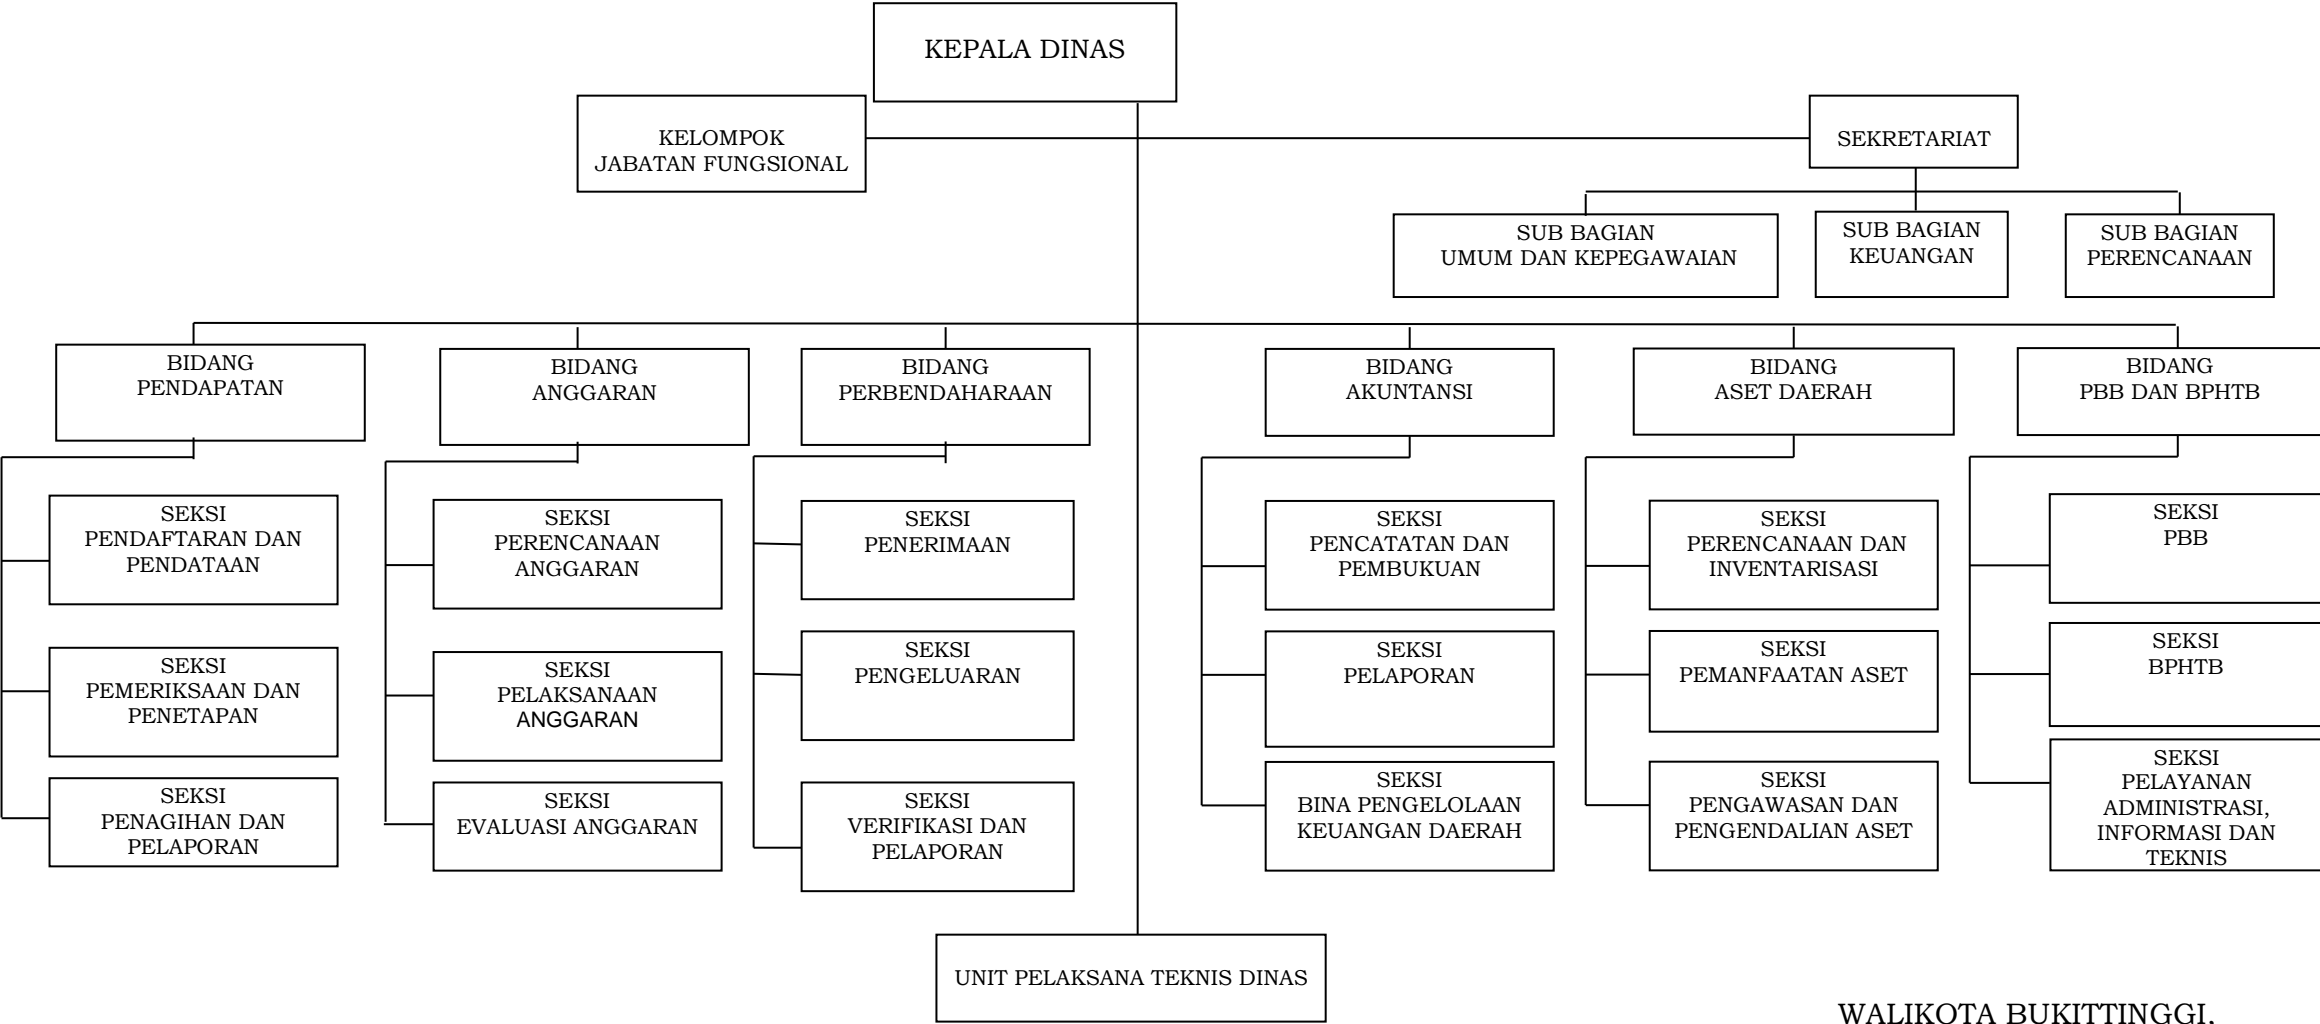 KEPALA DINAS
KELOMPOK
JABATAN FUNGSIONAL
SEKRETARIAT
SUB BAGIAN
UMUM DAN KEPEGAWAIAN
SUB BAGIAN
KEUANGAN
SUB BAGIAN
PERENCANAAN
BIDANG
PENDAPATAN
BIDANG
ANGGARAN
BIDANG
PERBENDAHARAAN
BIDANG
AKUNTANSI
BIDANG
ASET DAERAH
BIDANG
PBB DAN BPHTB
SEKSI
PENDAFTARAN DAN
PENDATAAN
SEKSI
PERENCANAAN
ANGGARAN
SEKSI
PENERIMAAN
SEKSI
PENCATATAN DAN
PEMBUKUAN
SEKSI
PERENCANAAN DAN
INVENTARISASI
SEKSI
PBB
SEKSI
PEMERIKSAAN DAN
PENETAPAN
SEKSI
PELAKSANAAN
ANGGARAN
SEKSI
PENGELUARAN
SEKSI
PELAPORAN
SEKSI
PEMANFAATAN ASET
SEKSI
BPHTB
SEKSI
PENAGIHAN DAN
PELAPORAN
SEKSI
EVALUASI ANGGARAN
SEKSI
VERIFIKASI DAN
PELAPORAN
SEKSI
BINA PENGELOLAAN
KEUANGAN DAERAH
SEKSI
PENGAWASAN DAN
PENGENDALIAN ASET
SEKSI
PELAYANAN
ADMINISTRASI,
INFORMASI DAN
TEKNIS
UNIT PELAKSANA TEKNIS DINAS
WALIKOTA BUKITTINGGI,